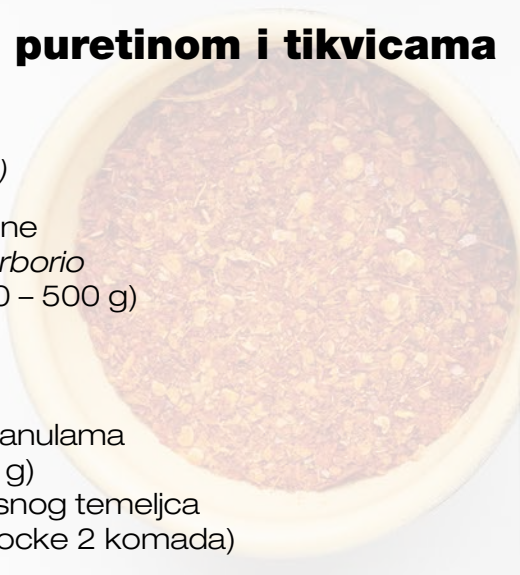 puretinom i tikvicama
)
ne
rborio
0 – 500 g)
anulama
g)
snog temeljca
ocke 2 komada)